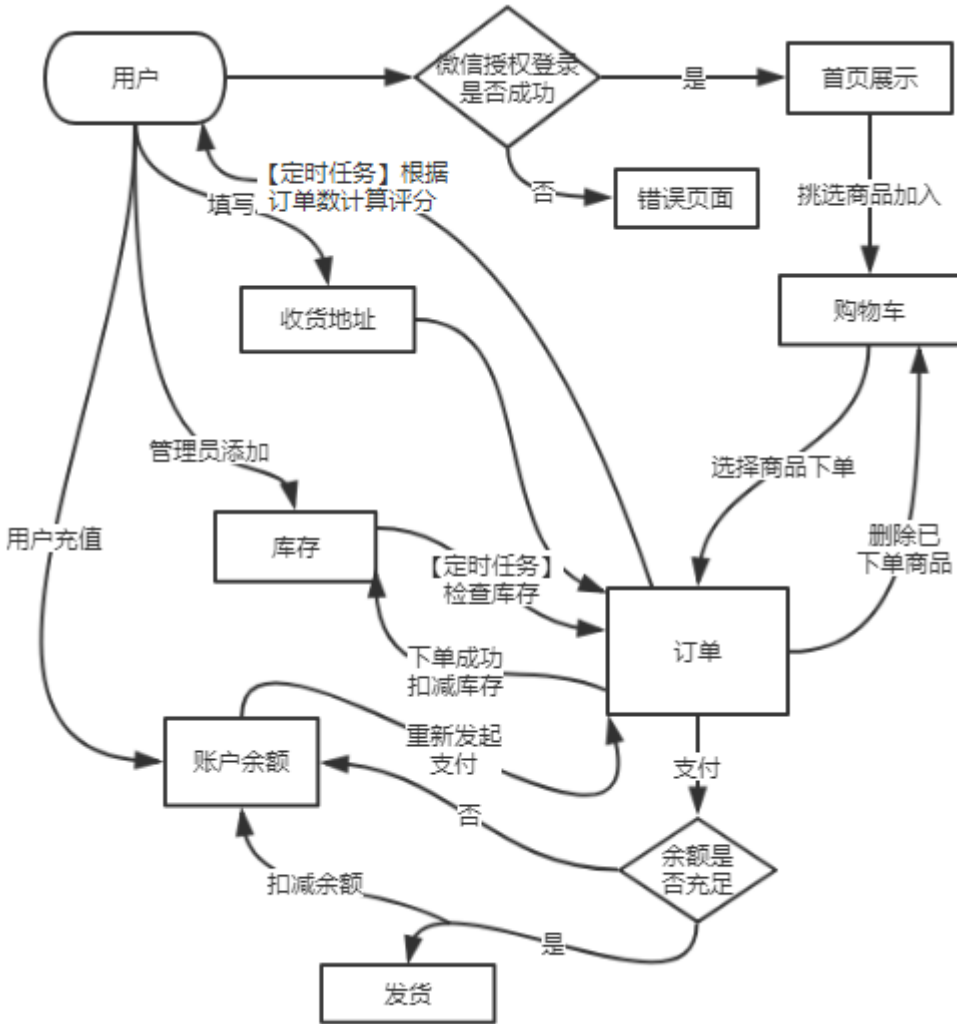 用户
微信授权登录
是否成功
是
首页展示
【定时任务】根据
订单数计算评分
填写
否
错误页面
挑选商品加入
收货地址
购物车
管理员添加
选择商品下单
用户充值
库存
删除已
下单商品
【定时任务】
检查库存
订单
下单成功
扣减库存
重新发起
支付
账户余额
支付
否
余额是
否充足
扣减余额
是
发货